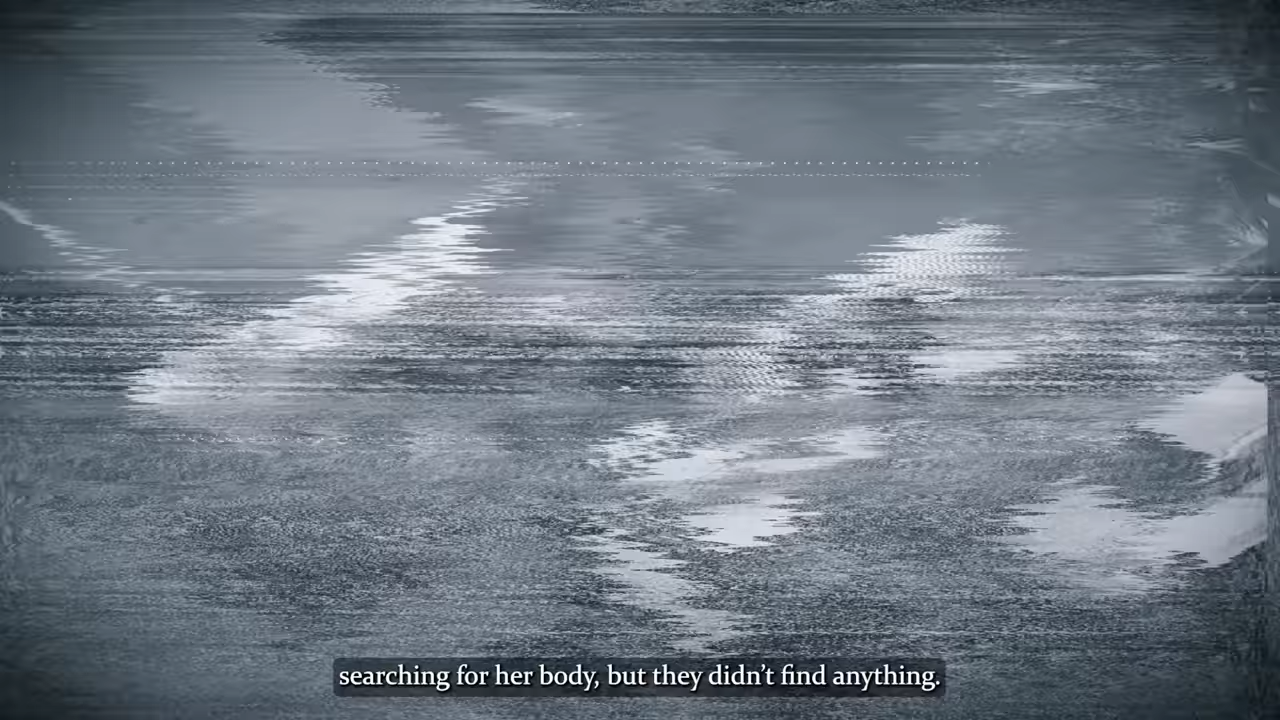 searching for her body, but they didn’t find anything.